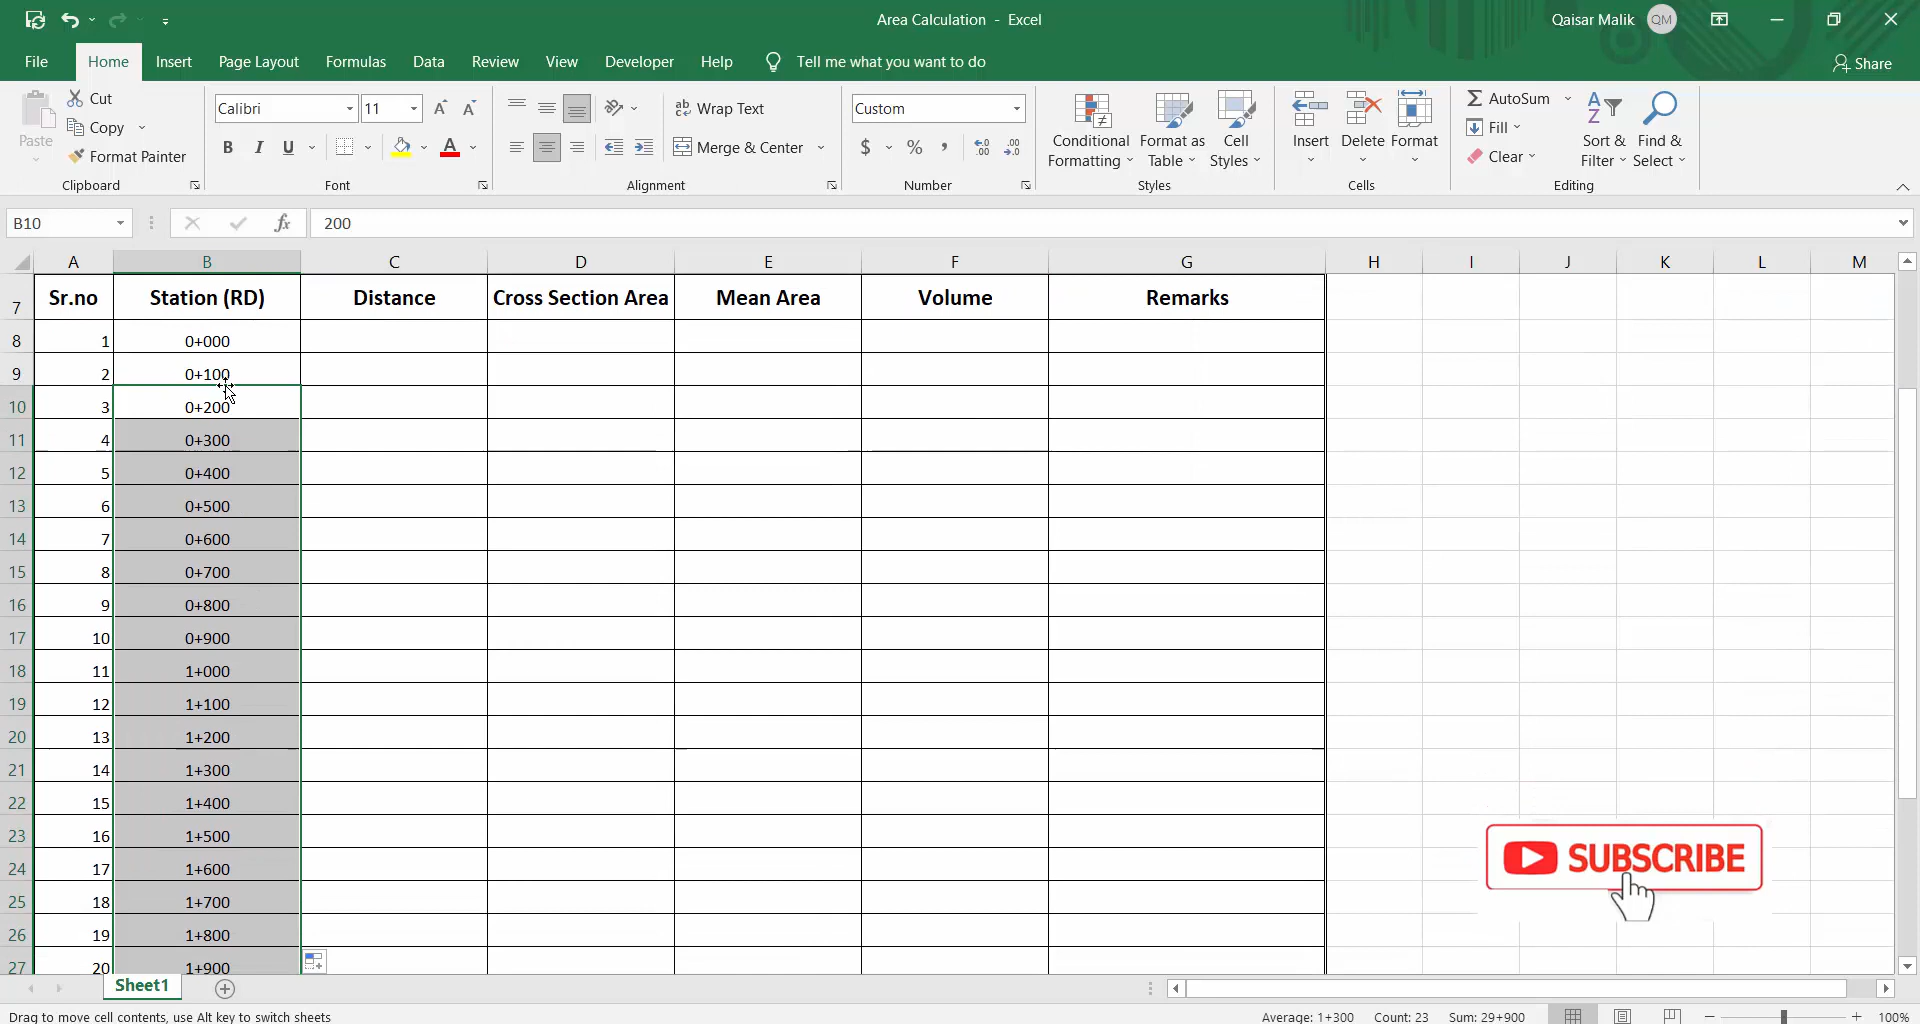 Area Calculation - Excel
Qaisar Malik QM
File Home Insert Page Layout Formulas Data Review View Developer Help Tell me what you want to do Share
Paste
Cut
Copy
Format Painter
Clipboard
Calibri 11 A A
B I U A
Font
ab Wrap Text
Merge & Center
Alignment
Custom
$ % ,
Number
Conditional Formatting
Format as Table
Cell Styles
Styles
Insert Delete Format
Cells
AutoSum
Fill
Clear
Sort & Filter
Find & Select
Editing
B10 fx 200
A B C D E F G H I J K L M
7 Sr.no Station (RD) Distance Cross Section Area Mean Area Volume Remarks
8 1 0+000
9 2 0+100
10 3 0+200
11 4 0+300
12 5 0+400
13 6 0+500
14 7 0+600
15 8 0+700
16 9 0+800
17 10 0+900
18 11 1+000
19 12 1+100
20 13 1+200
21 14 1+300
22 15 1+400
23 16 1+500
24 17 1+600
25 18 1+700
26 19 1+800
27 20 1+900
SUBSCRIBE
Sheet1
Drag to move cell contents, use Alt key to switch sheets Average: 1+300 Count: 23 Sum: 29+900 100%